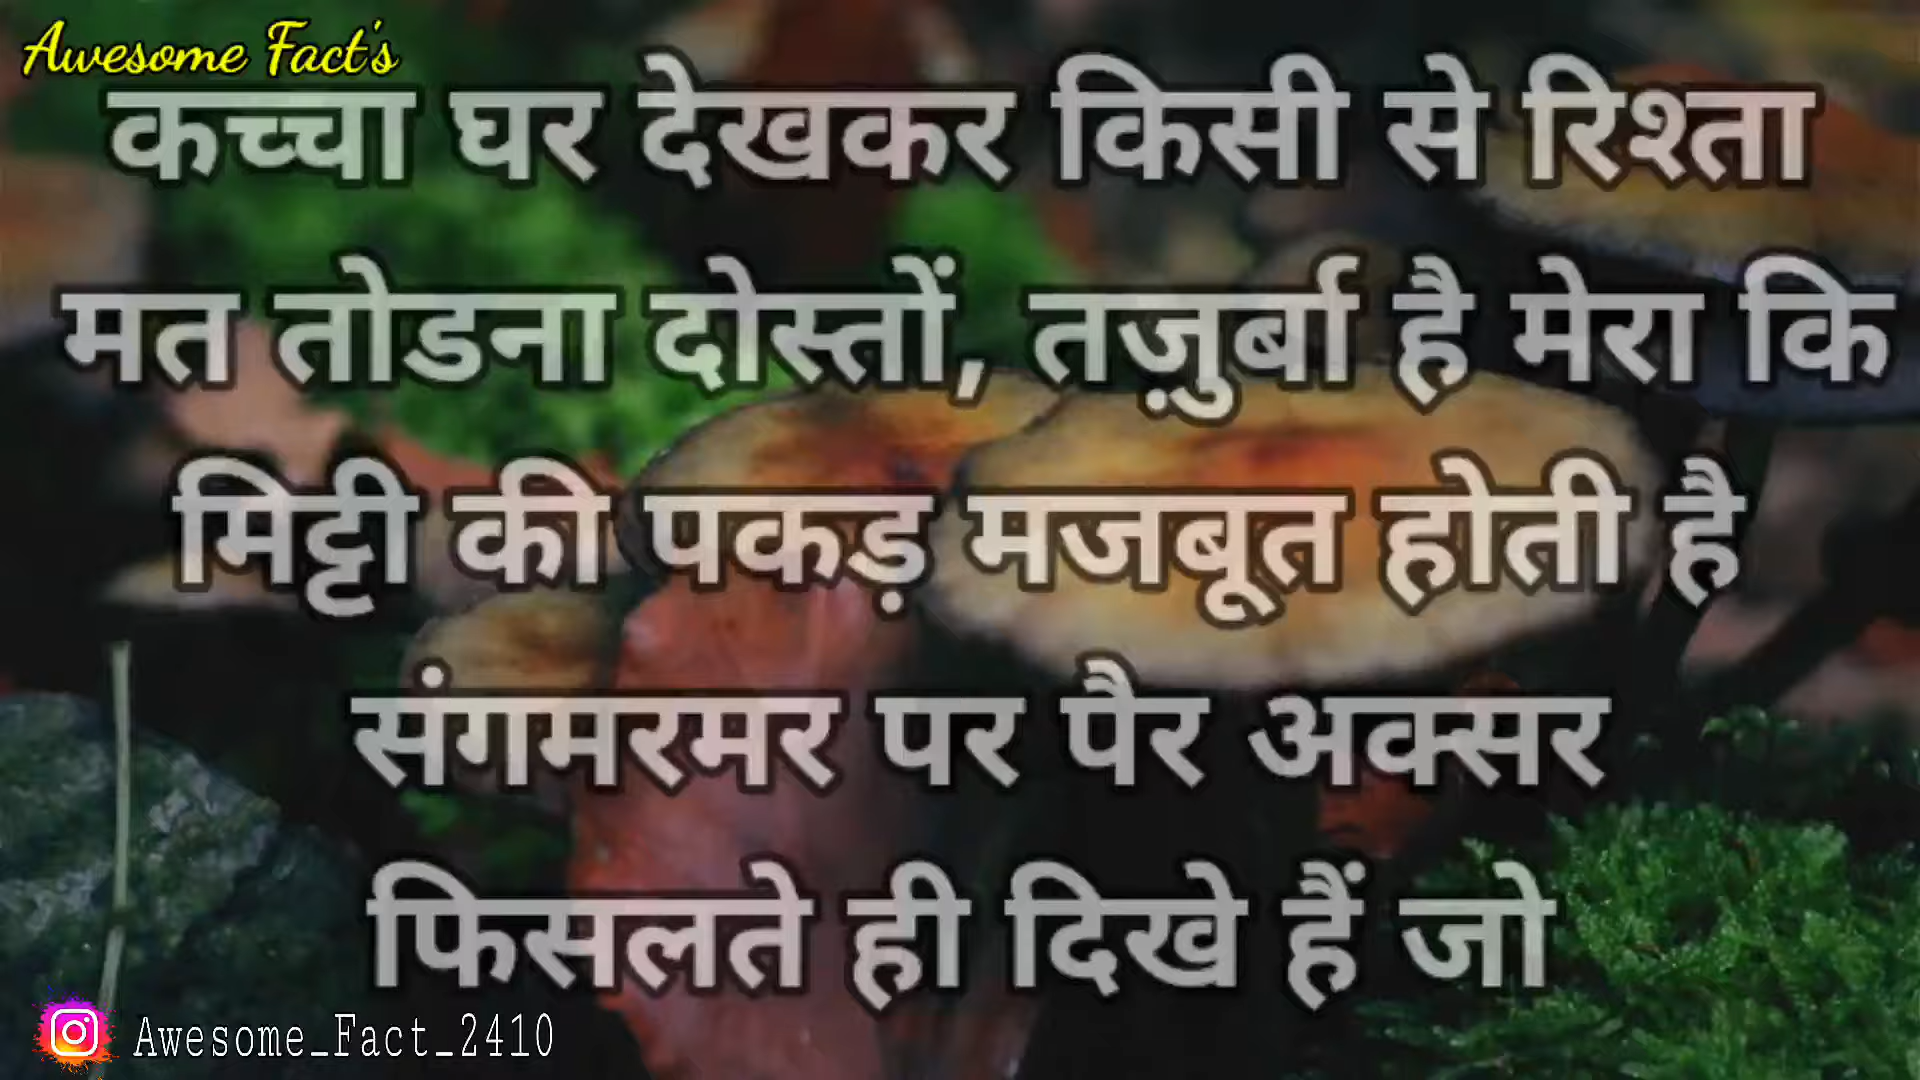 Awesome Fact's
कच्चा घर देखकर किसी से रिश्ता
मत तोडना दोस्तों, तज़ुर्बा है मेरा कि
मिट्टी की पकड़ मजबूत होती है
संगमरमर पर पैर अक्सर
फिसलते ही दिखे हैं जो
Awesome_Fact_2410